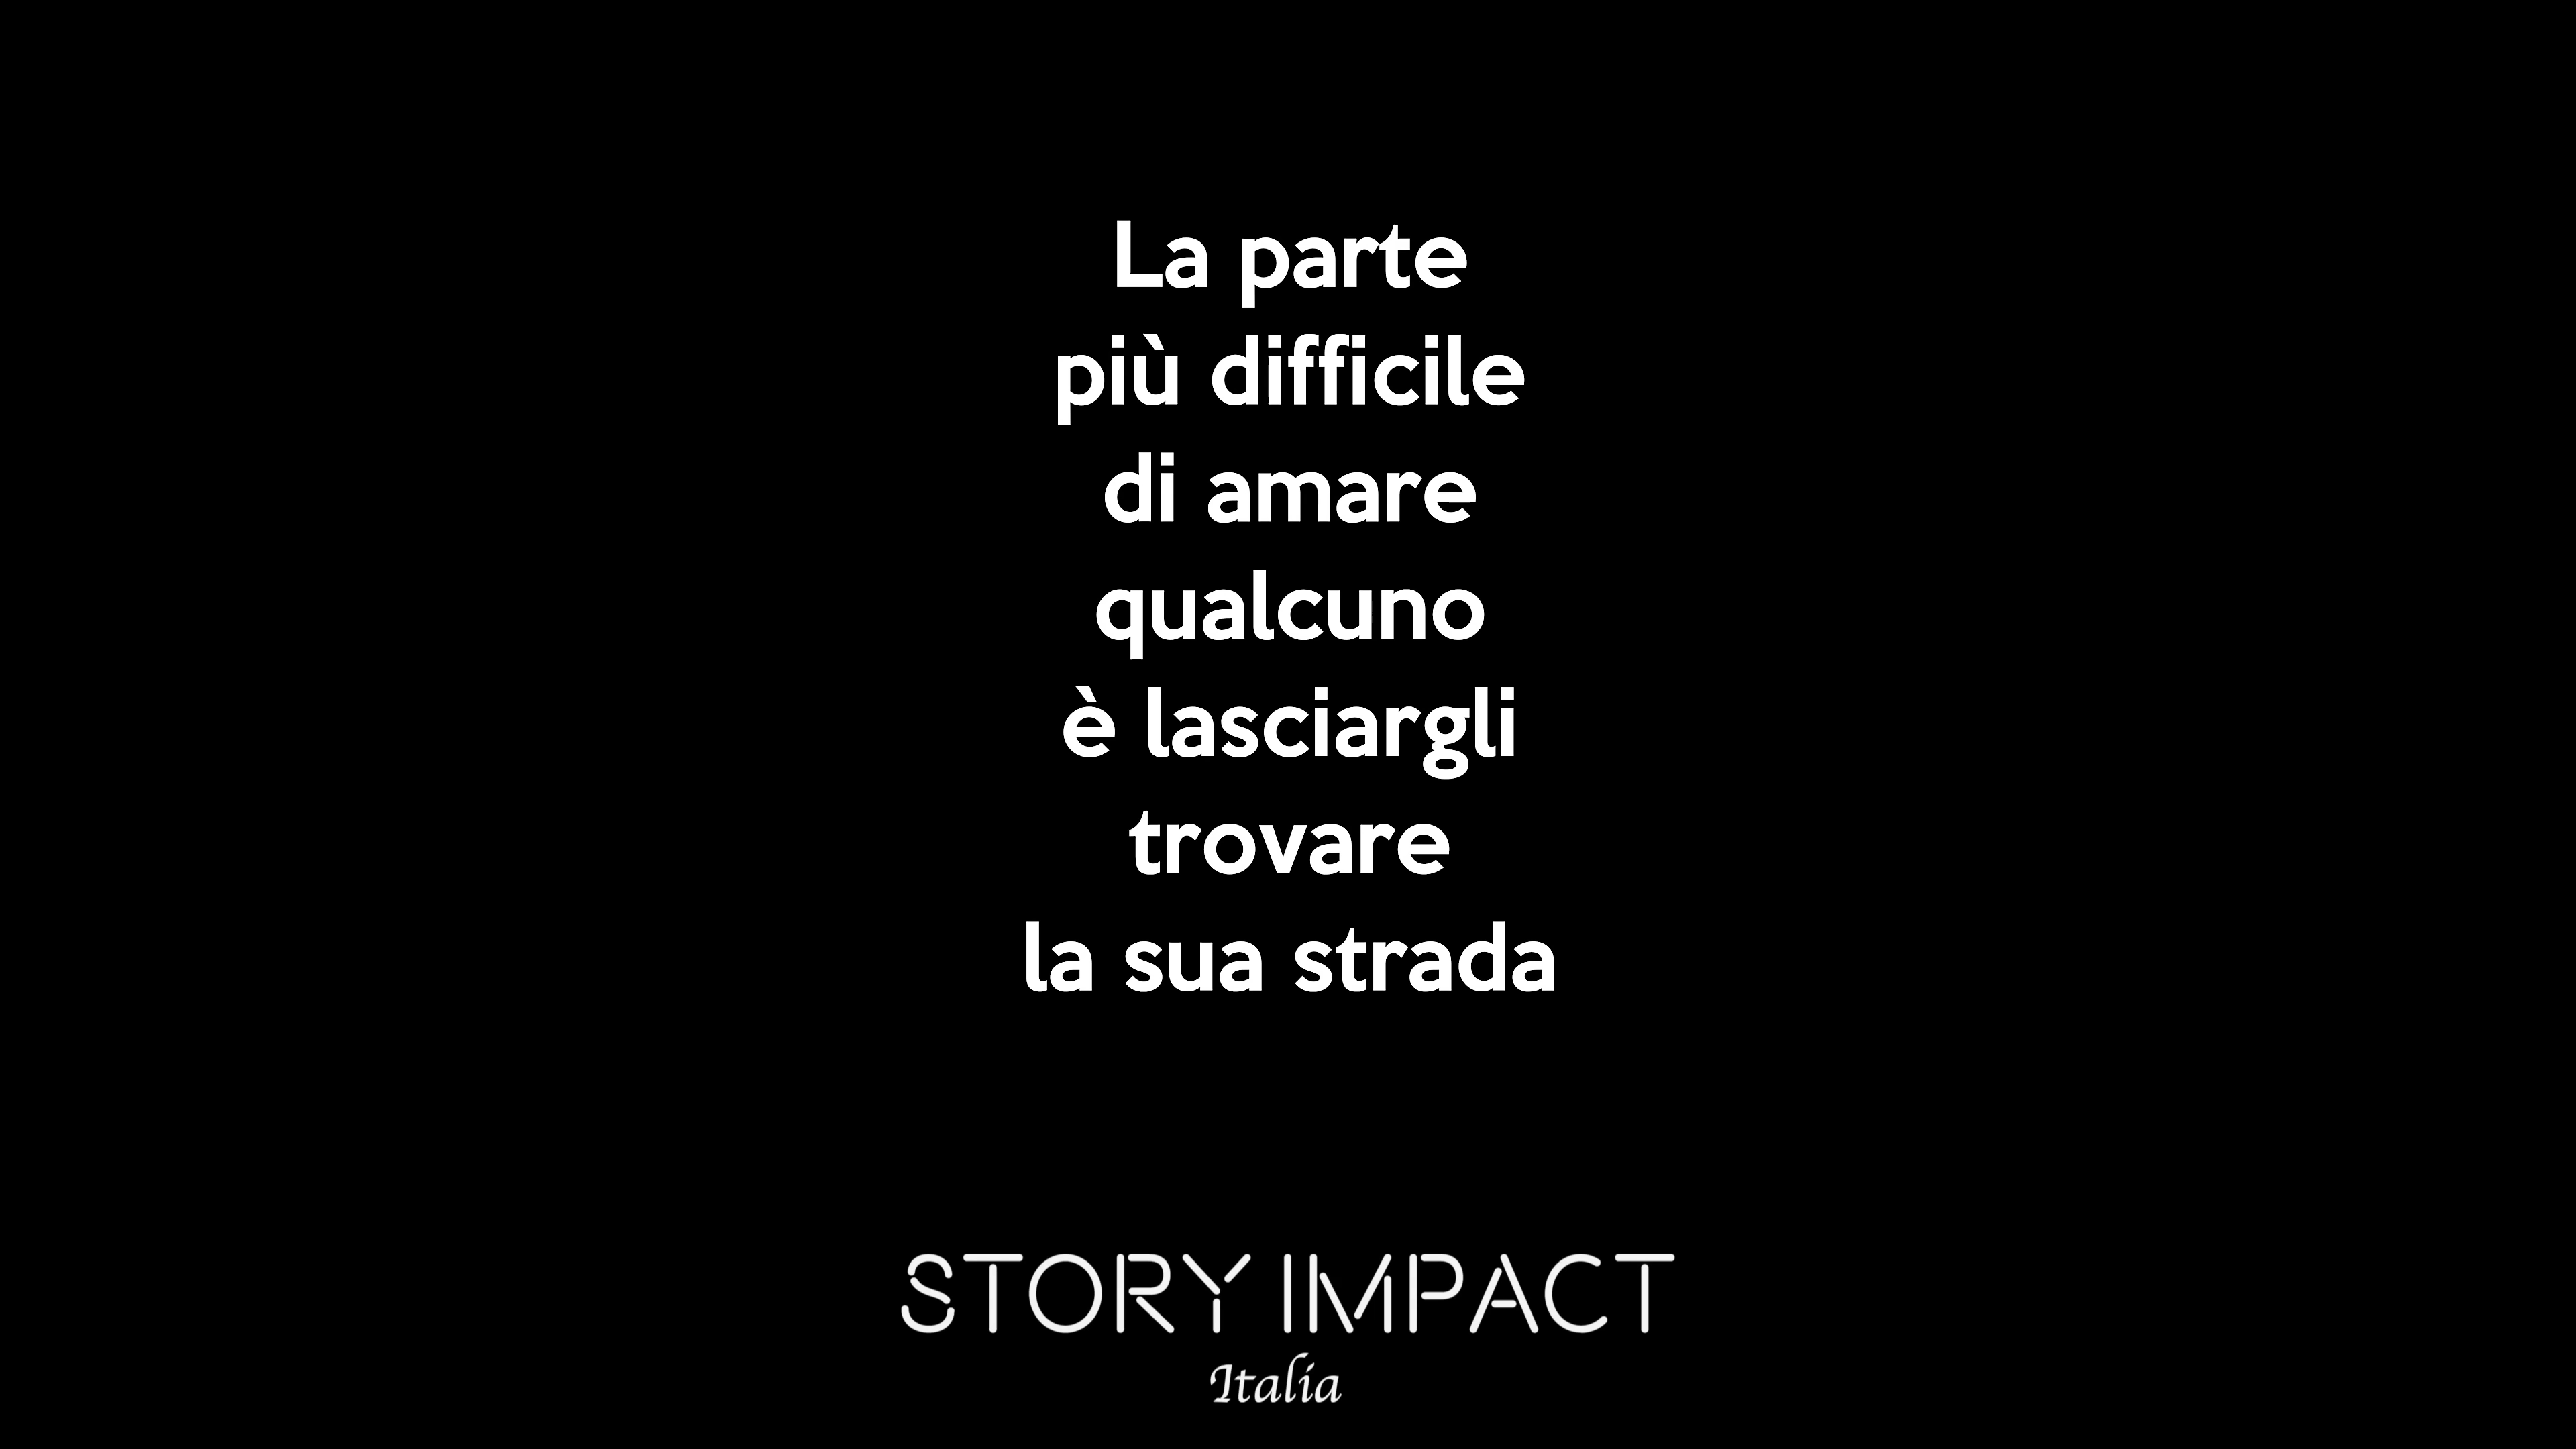 La parte
più difficile
di amare
qualcuno
è lasciargli
trovare
la sua strada
STORY IMPACT
Italia